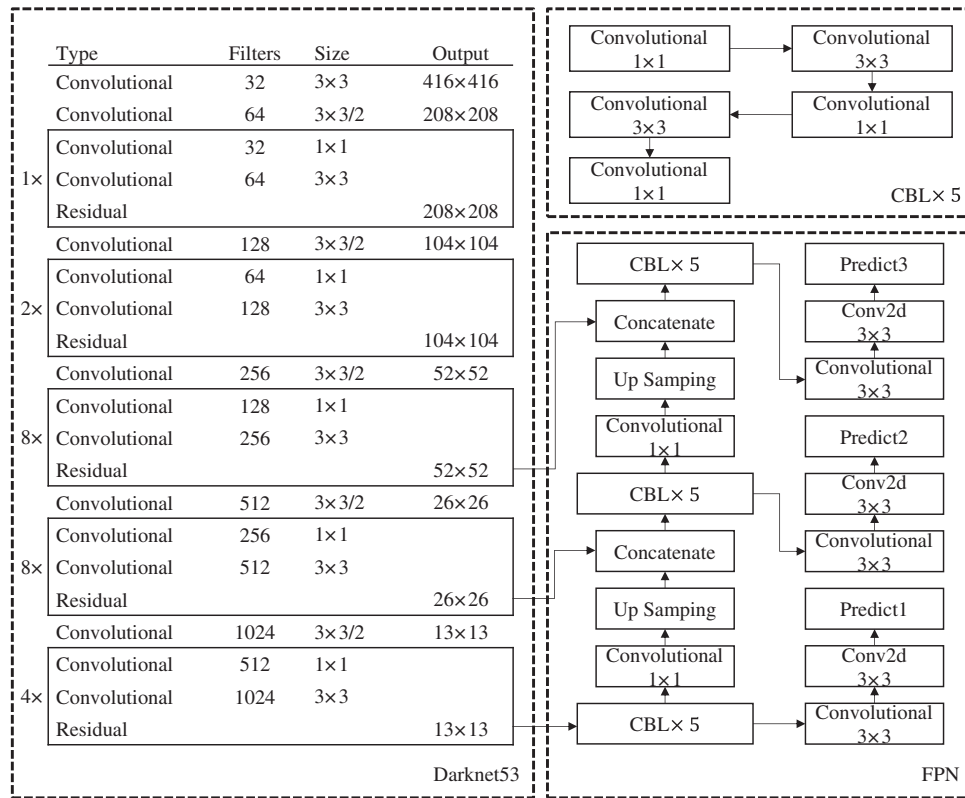 Type Filters Size Output
Convolutional 32 3×3 416×416
Convolutional 64 3×3/2 208×208
Convolutional 32 1×1
1× Convolutional 64 3×3
Residual 208×208
Convolutional 128 3×3/2 104×104
Convolutional 64 1×1
2× Convolutional 128 3×3
Residual 104×104
Convolutional 256 3×3/2 52×52
Convolutional 128 1×1
8× Convolutional 256 3×3
Residual 52×52
Convolutional 512 3×3/2 26×26
Convolutional 256 1×1
8× Convolutional 512 3×3
Residual 26×26
Convolutional 1024 3×3/2 13×13
Convolutional 512 1×1
4× Convolutional 1024 3×3
Residual 13×13
Darknet53
Convolutional
1×1
Convolutional
3×3
Convolutional
3×3
Convolutional
1×1
Convolutional
1×1
CBL× 5
CBL× 5
Concatenate
Up Samping
Convolutional
1×1
CBL× 5
Concatenate
Up Samping
Convolutional
1×1
CBL× 5
Predict3
Conv2d
3×3
Convolutional
3×3
Predict2
Conv2d
3×3
Convolutional
3×3
Predict1
Conv2d
3×3
Convolutional
3×3
FPN